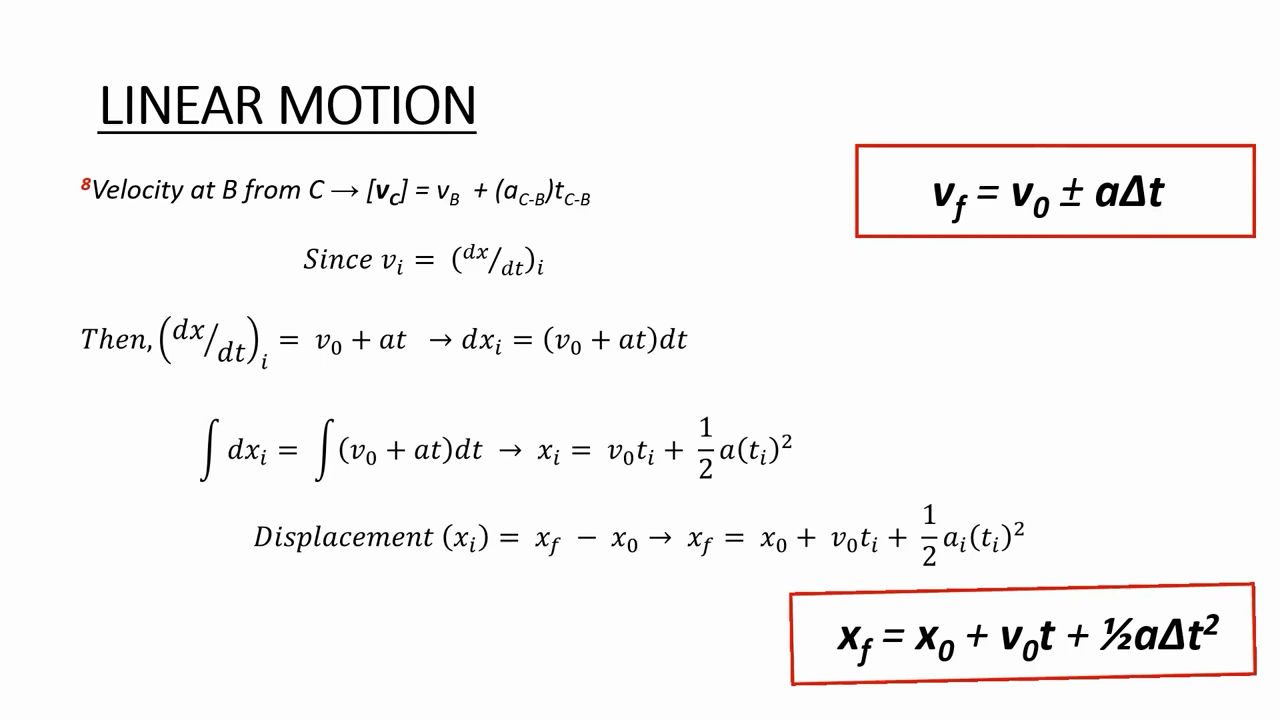 LINEAR MOTION
⁸Velocity at B from C → [v_C] = v_B + (a_C-B)t_C-B
v_f = v_0 ± aΔt
Since v_i = (dx/dt)_i
Then, (dx/dt)_i = v_0 + at → dx_i = (v_0 + at)dt
∫ dx_i = ∫ (v_0 + at)dt → x_i = v_0t_i + 1/2 a(t_i)²
Displacement (x_i) = x_f − x_0 → x_f = x_0 + v_0t_i + 1/2 a_i(t_i)²
x_f = x_0 + v_0t + ½aΔt²